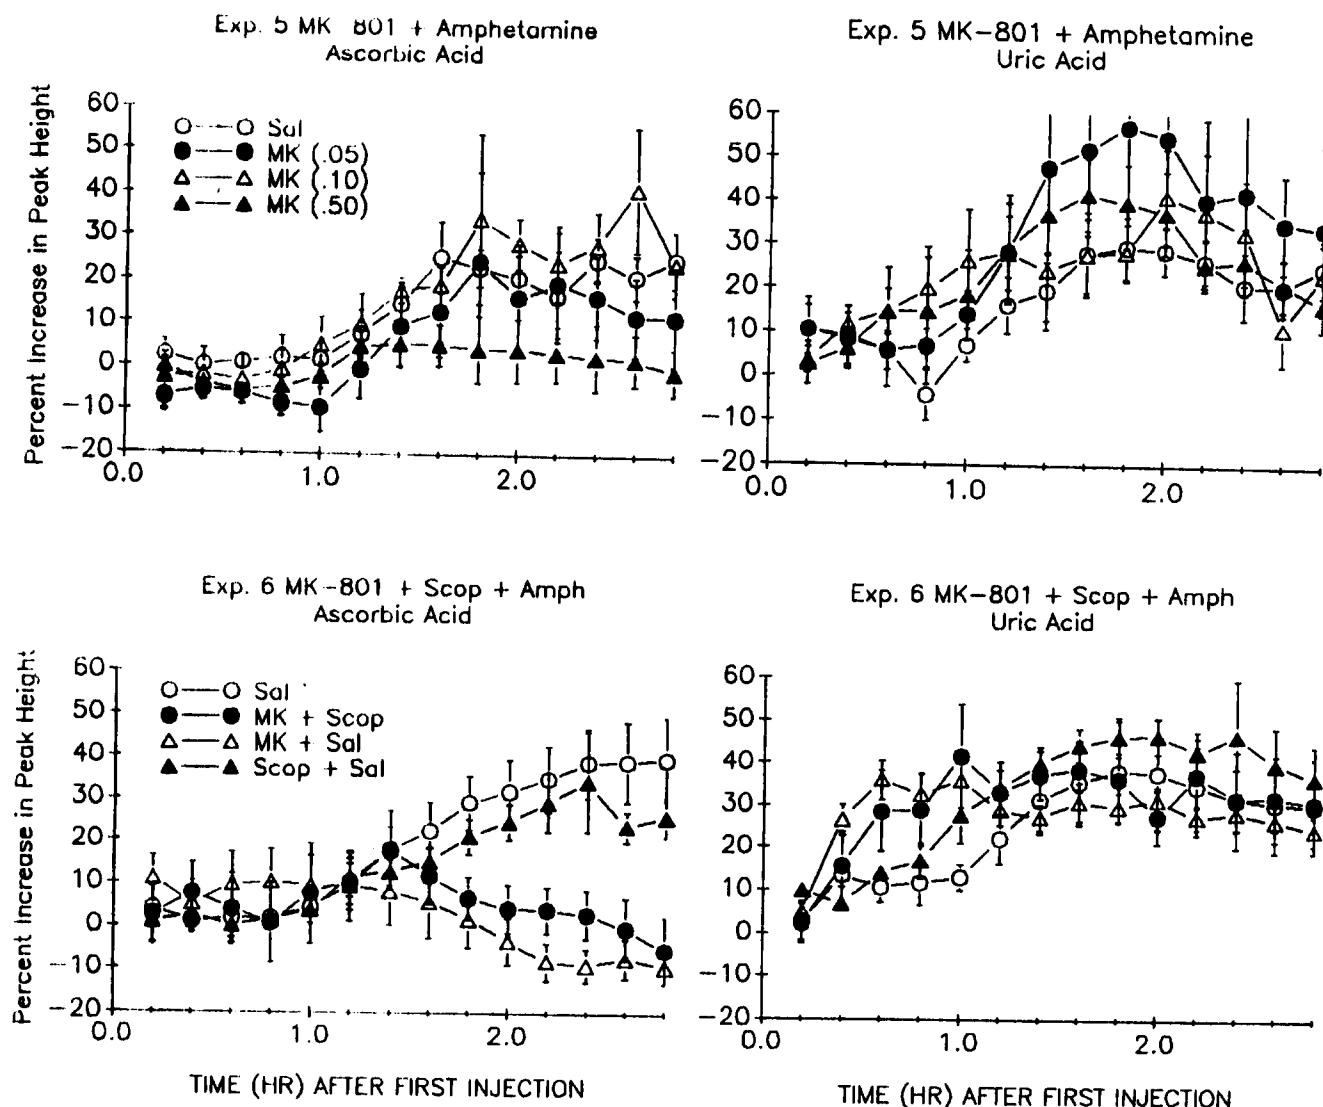 Exp. 5 MK 801 + Amphetamine
Ascorbic Acid
Percent Increase in Peak Height
60
50
40
30
20
10
0
−10
−20
0.0
1.0
2.0
Sal
MK (.05)
MK (.10)
MK (.50)
Exp. 5 MK−801 + Amphetamine
Uric Acid
60
50
40
30
20
10
0
−10
−20
0.0
1.0
2.0
Exp. 6 MK−801 + Scop + Amph
Ascorbic Acid
Percent Increase in Peak Height
60
50
40
30
20
10
0
−10
−20
0.0
1.0
2.0
Sal
MK + Scop
MK + Sal
Scop + Sal
TIME (HR) AFTER FIRST INJECTION
Exp. 6 MK−801 + Scop + Amph
Uric Acid
60
50
40
30
20
10
0
−10
−20
0.0
1.0
2.0
TIME (HR) AFTER FIRST INJECTION